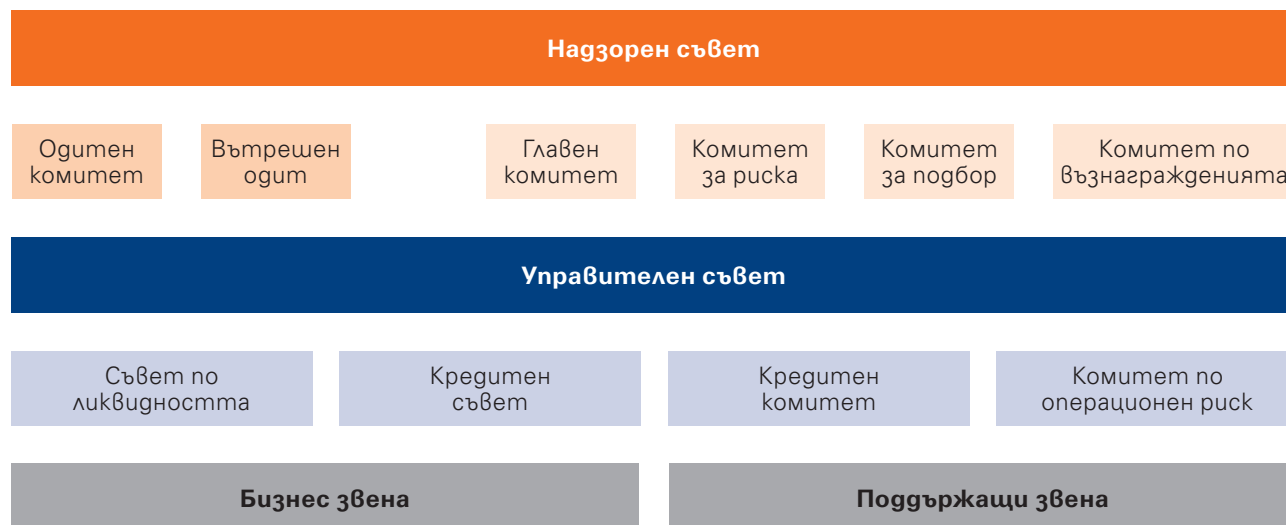 Надзорен съвет
Одитен
комитет
Вътрешен
одит
Главен
комитет
Комитет
за риска
Комитет
за подбор
Комитет по
възнагражденията
Управителен съвет
Съвет по
ликвидността
Кредитен
съвет
Кредитен
комитет
Комитет по
операционен риск
Бизнес звена
Поддържащи звена